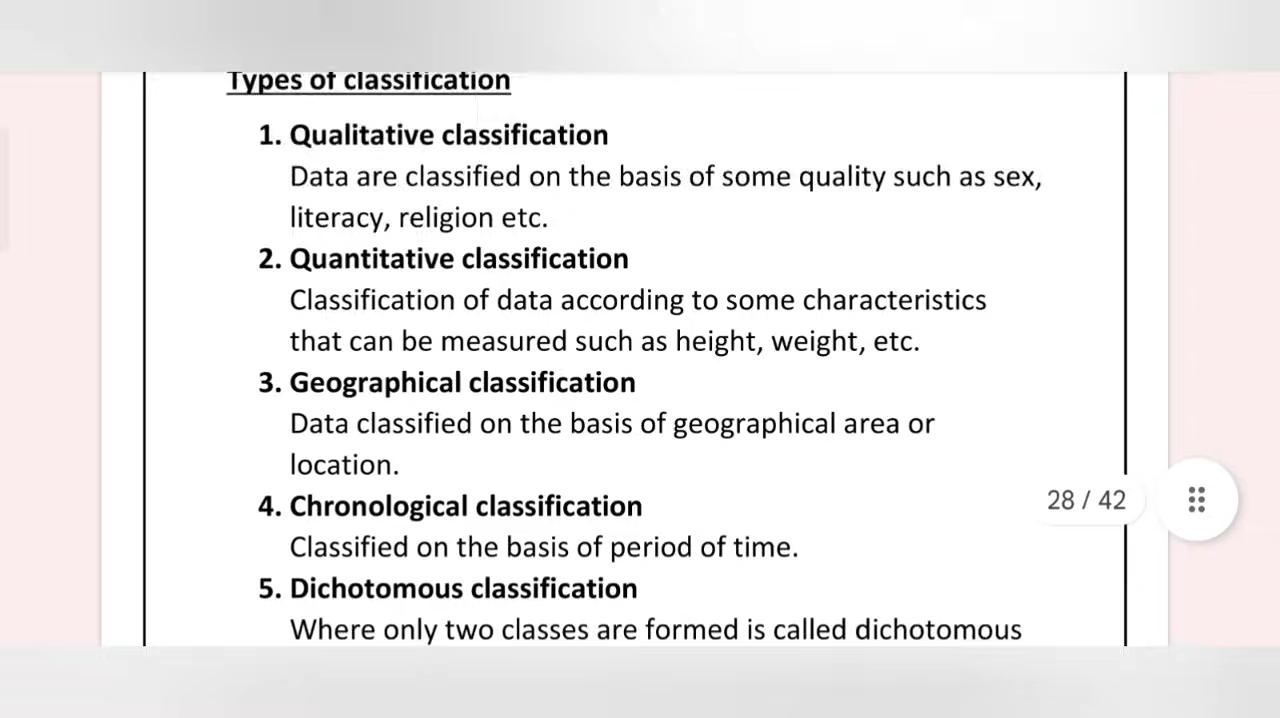 Types of classification
1. Qualitative classification
Data are classified on the basis of some quality such as sex,
literacy, religion etc.
2. Quantitative classification
Classification of data according to some characteristics
that can be measured such as height, weight, etc.
3. Geographical classification
Data classified on the basis of geographical area or
location.
4. Chronological classification
28 / 42
Classified on the basis of period of time.
5. Dichotomous classification
Where only two classes are formed is called dichotomous